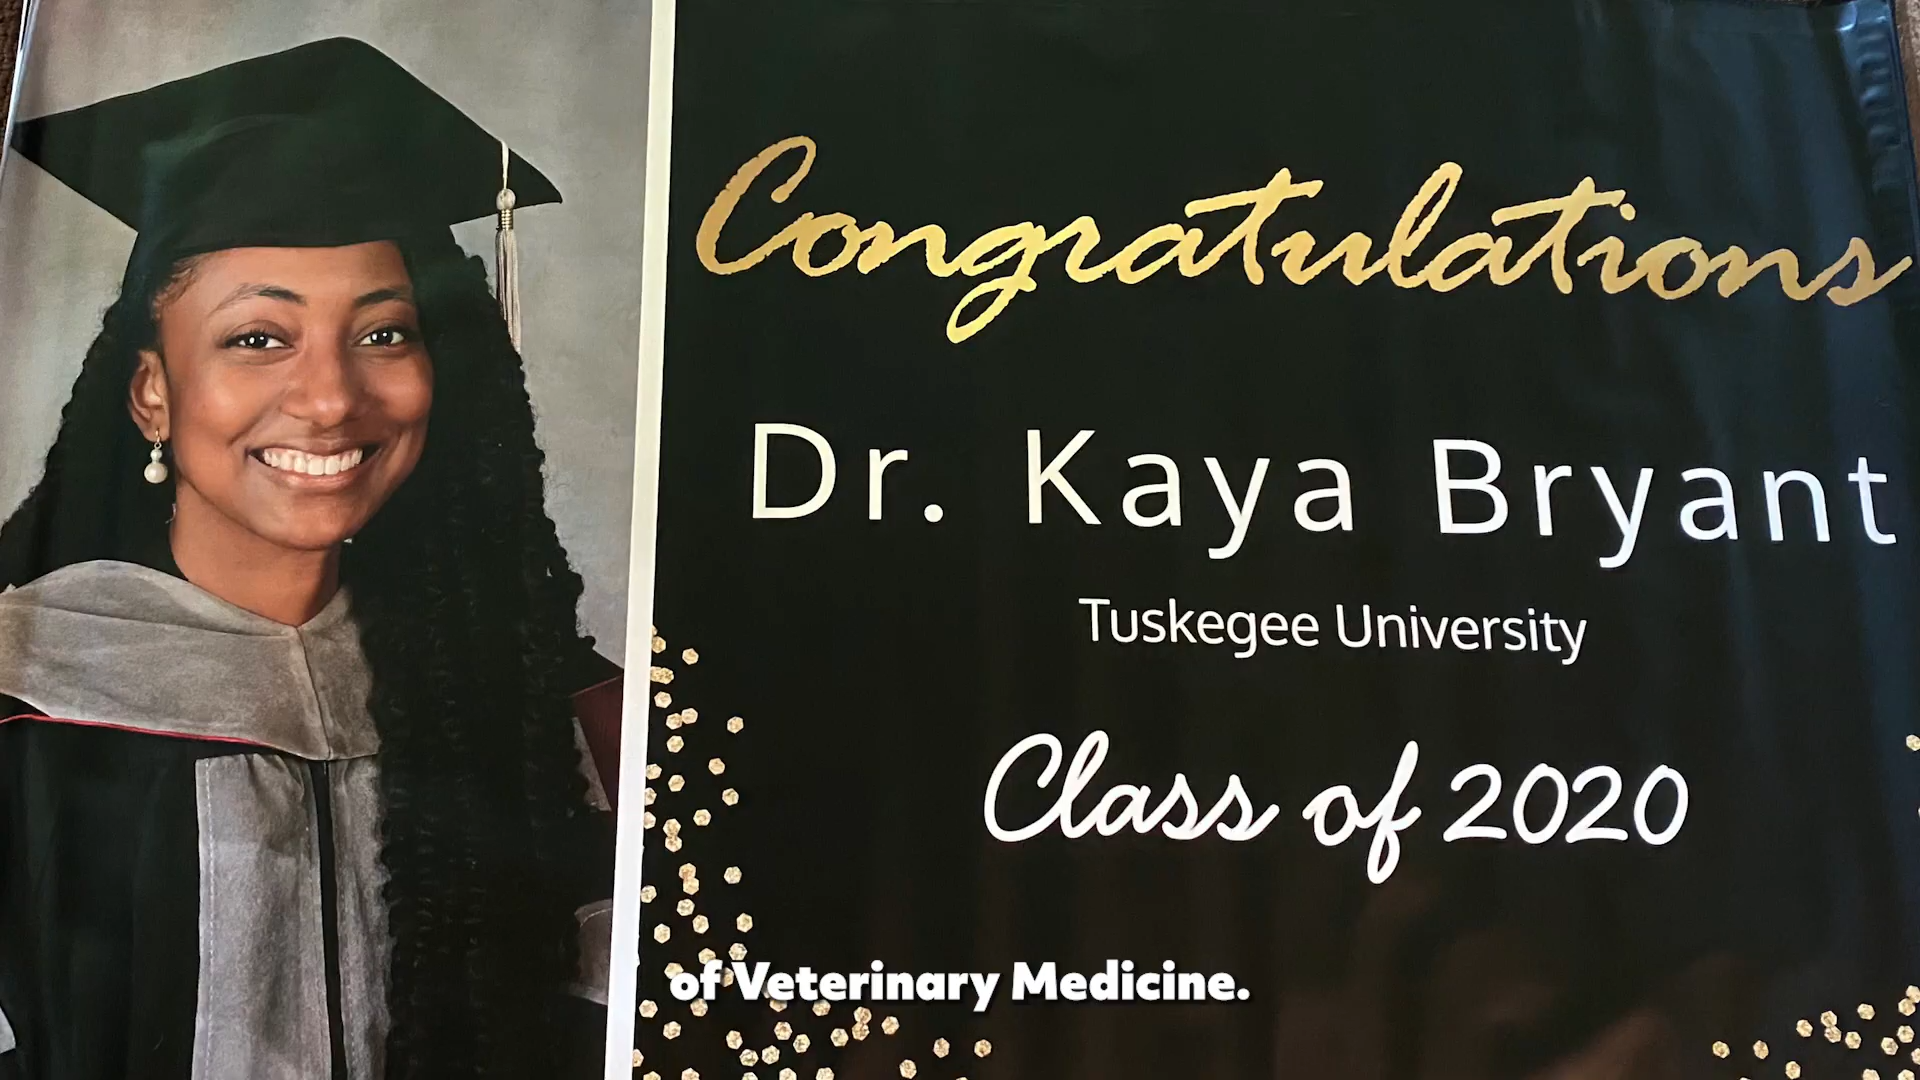 Congratulations
Dr. Kaya Bryant
Tuskegee University
Class of 2020
of Veterinary Medicine.